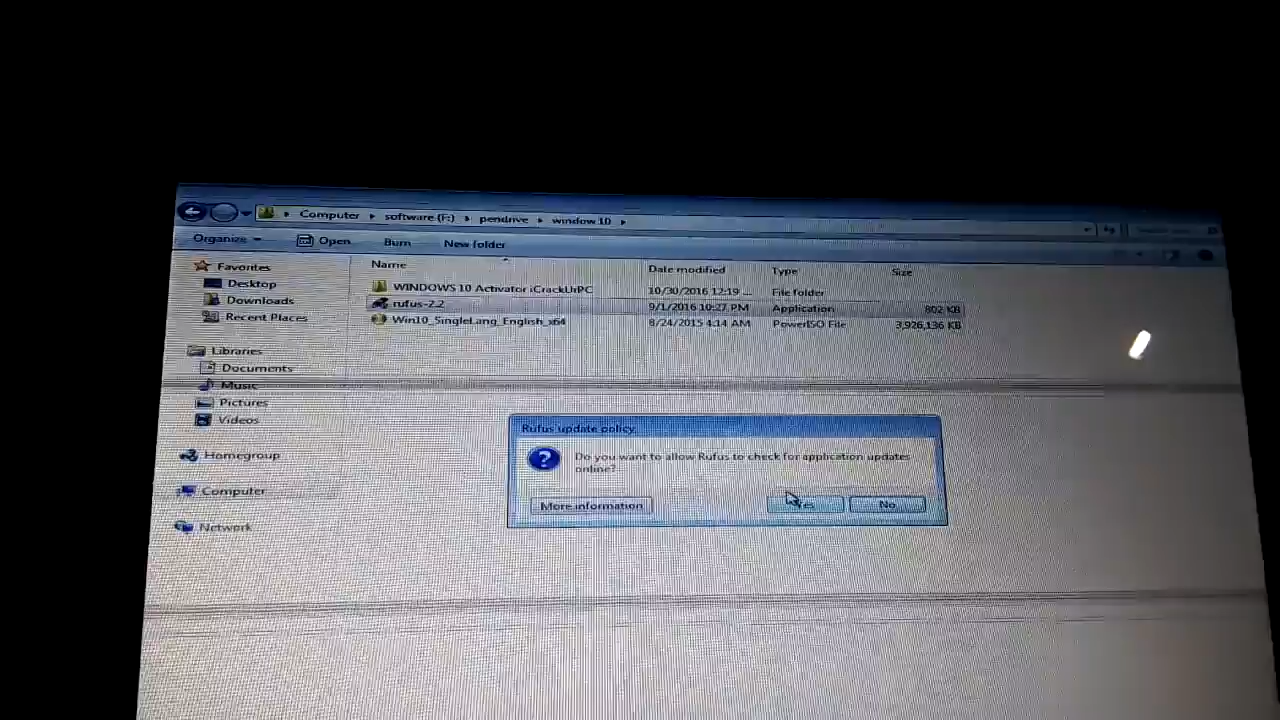 Computer ▸ software (F:) ▸ pendrive ▸ window 10 ▸
Organize Open Burn New folder
Name Date modified Type Size
Favorites
Desktop
Downloads
Recent Places
Libraries
Documents
Music
Pictures
Videos
Homegroup
Computer
Network
WINDOWS 10 Activator iCrackUrPC 10/30/2016 12:19 ... File folder
rufus-2.2 9/1/2016 10:27 PM Application 802 KB
Win10_SingleLang_English_x64 8/24/2015 4:14 AM PowerISO File 3,926,136 KB
Rufus update policy
Do you want to allow Rufus to check for application updates
online?
More information Yes No